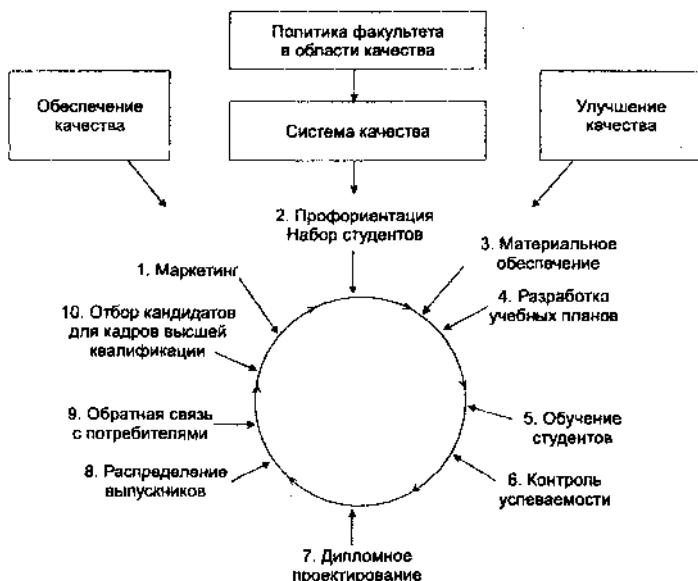 Политика факультета
в области качества
Обеспечение
качества
Система качества
Улучшение
качества
2. Профориентация
Набор студентов
1. Маркетинг
3. Материальное
обеспечение
10. Отбор кандидатов
для кадров высшей
квалификации
4. Разработка
учебных планов
9. Обратная связь
с потребителями
5. Обучение
студентов
8. Распределение
выпускников
6. Контроль
успеваемости
7. Дипломное
проектирование